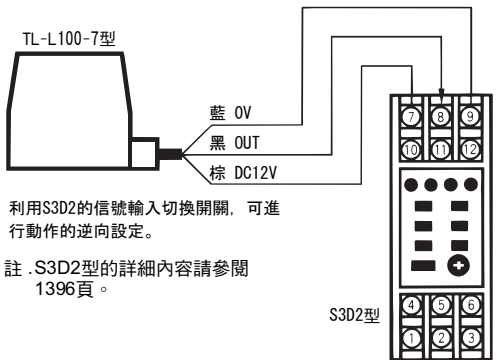 TL-L100-7型
藍 0V
黑 OUT
棕 DC12V
利用S3D2的信號輸入切換開關，可進
行動作的逆向設定。
註．S3D2型的詳細內容請參閱
1396頁。
S3D2型
⑦ ⑧ ⑨
⑩ ⑪ ⑫
④ ⑤ ⑥
① ② ③